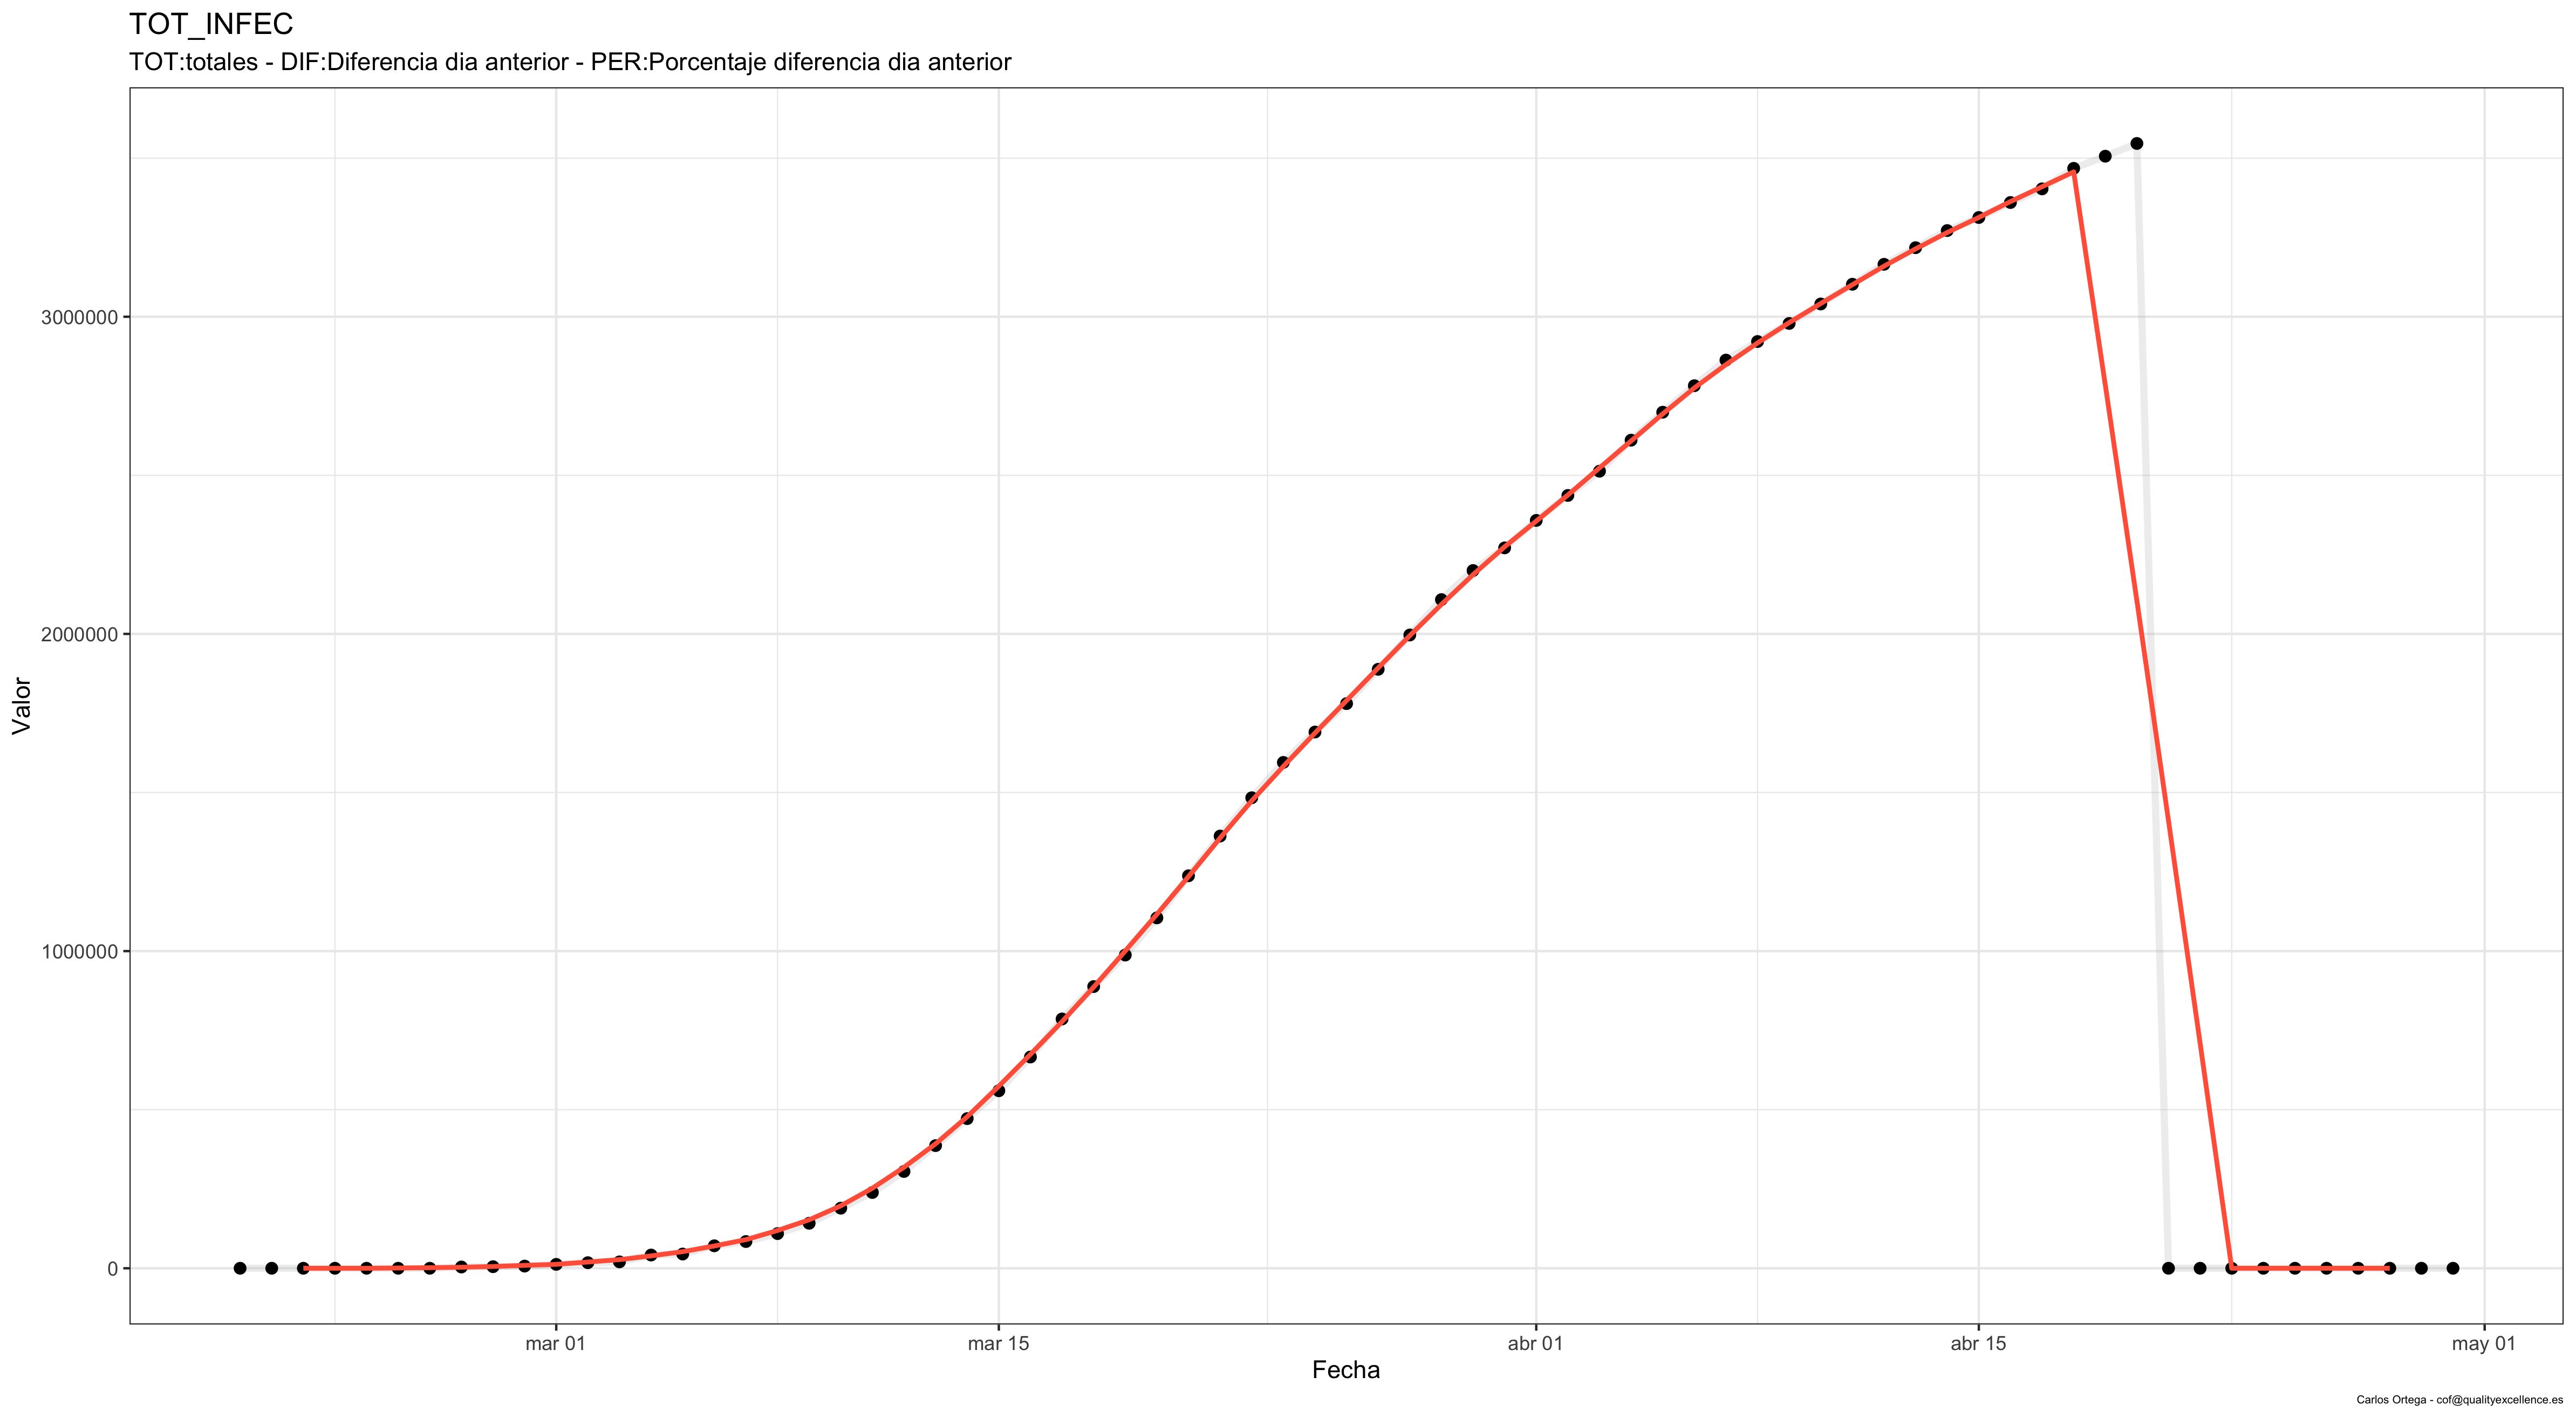 TOT_INFEC
TOT:totales - DIF:Diferencia dia anterior - PER:Porcentaje diferencia dia anterior
Valor
3000000
2000000
1000000
0
mar 01
mar 15
abr 01
abr 15
may 01
Fecha
Carlos Ortega - cof@qualityexcellence.es